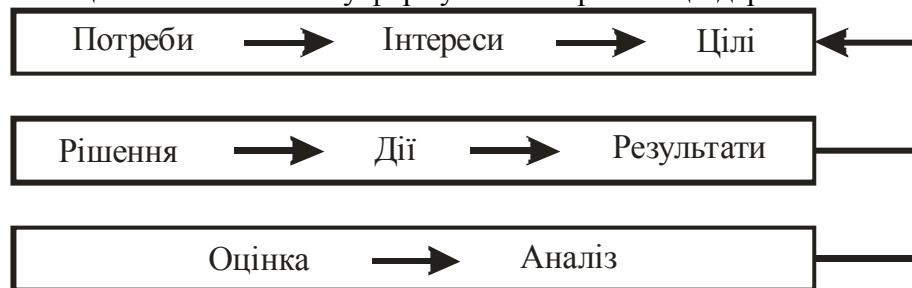 Потреби Інтереси Цілі
Рішення Дії Результати
Оцінка Аналіз